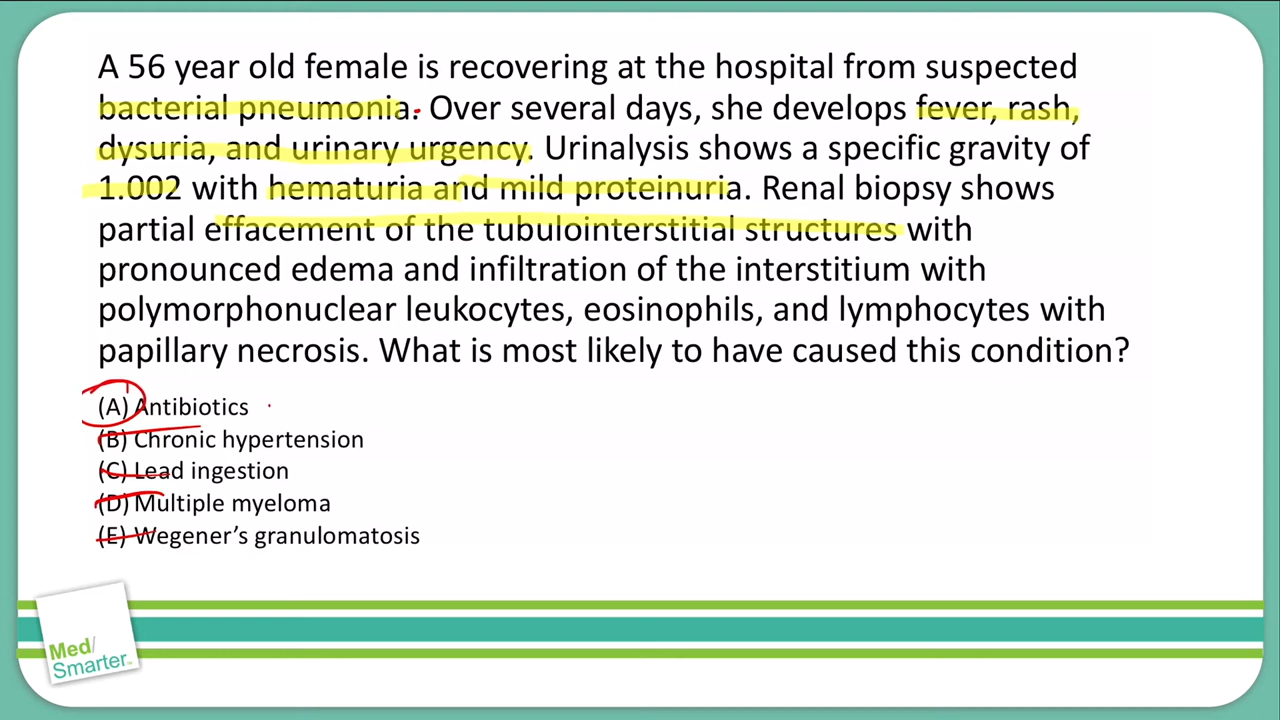 A 56 year old female is recovering at the hospital from suspected
bacterial pneumonia. Over several days, she develops fever, rash,
dysuria, and urinary urgency. Urinalysis shows a specific gravity of
1.002 with hematuria and mild proteinuria. Renal biopsy shows
partial effacement of the tubulointerstitial structures with
pronounced edema and infiltration of the interstitium with
polymorphonuclear leukocytes, eosinophils, and lymphocytes with
papillary necrosis. What is most likely to have caused this condition?
(A) Antibiotics
(B) Chronic hypertension
(C) Lead ingestion
(D) Multiple myeloma
(E) Wegener’s granulomatosis
Med/
Smarter™